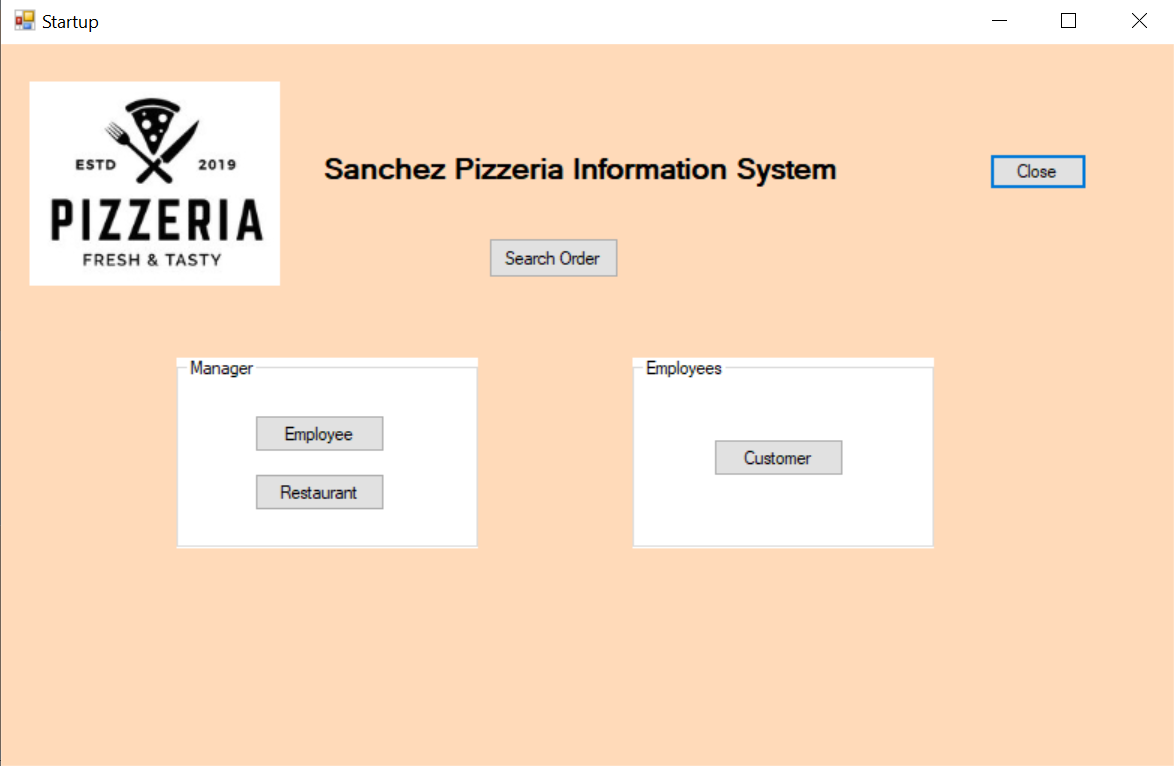 Startup
ESTD 2019
PIZZERIA
FRESH & TASTY
Sanchez Pizzeria Information System
Close
Search Order
Manager
Employee
Restaurant
Employees
Customer